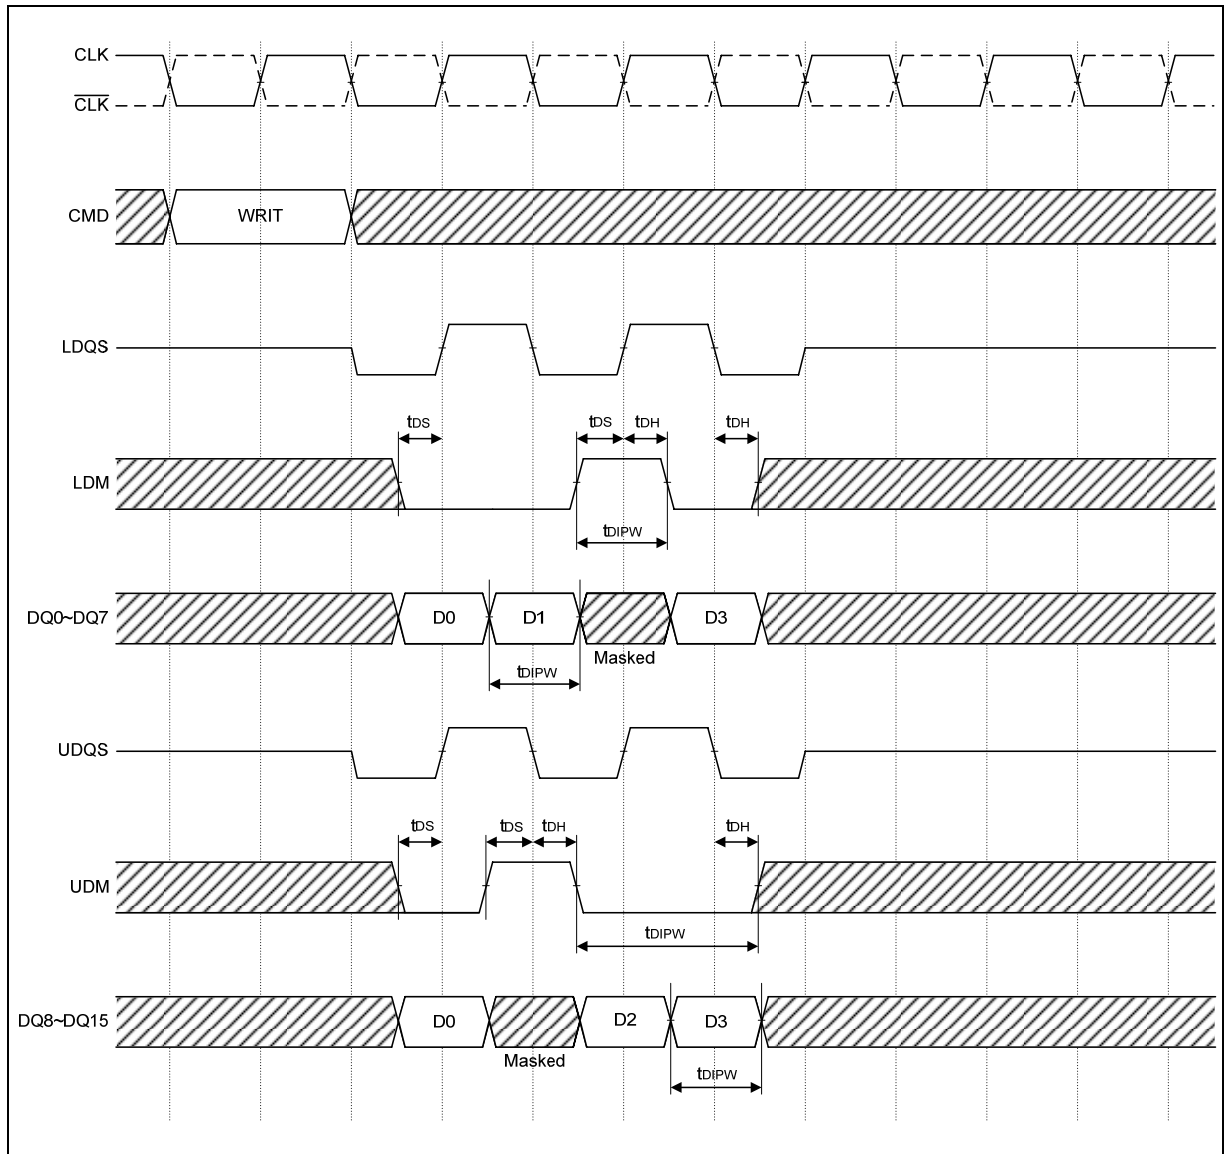 CLK
CLK
CMD WRIT
LDQS
tDS tDS tDH tDH
LDM
tDIPW
DQ0~DQ7 D0 D1 D3
Masked
tDIPW
UDQS
tDS tDS tDH tDH
UDM
tDIPW
DQ8~DQ15 D0 D2 D3
Masked
tDIPW